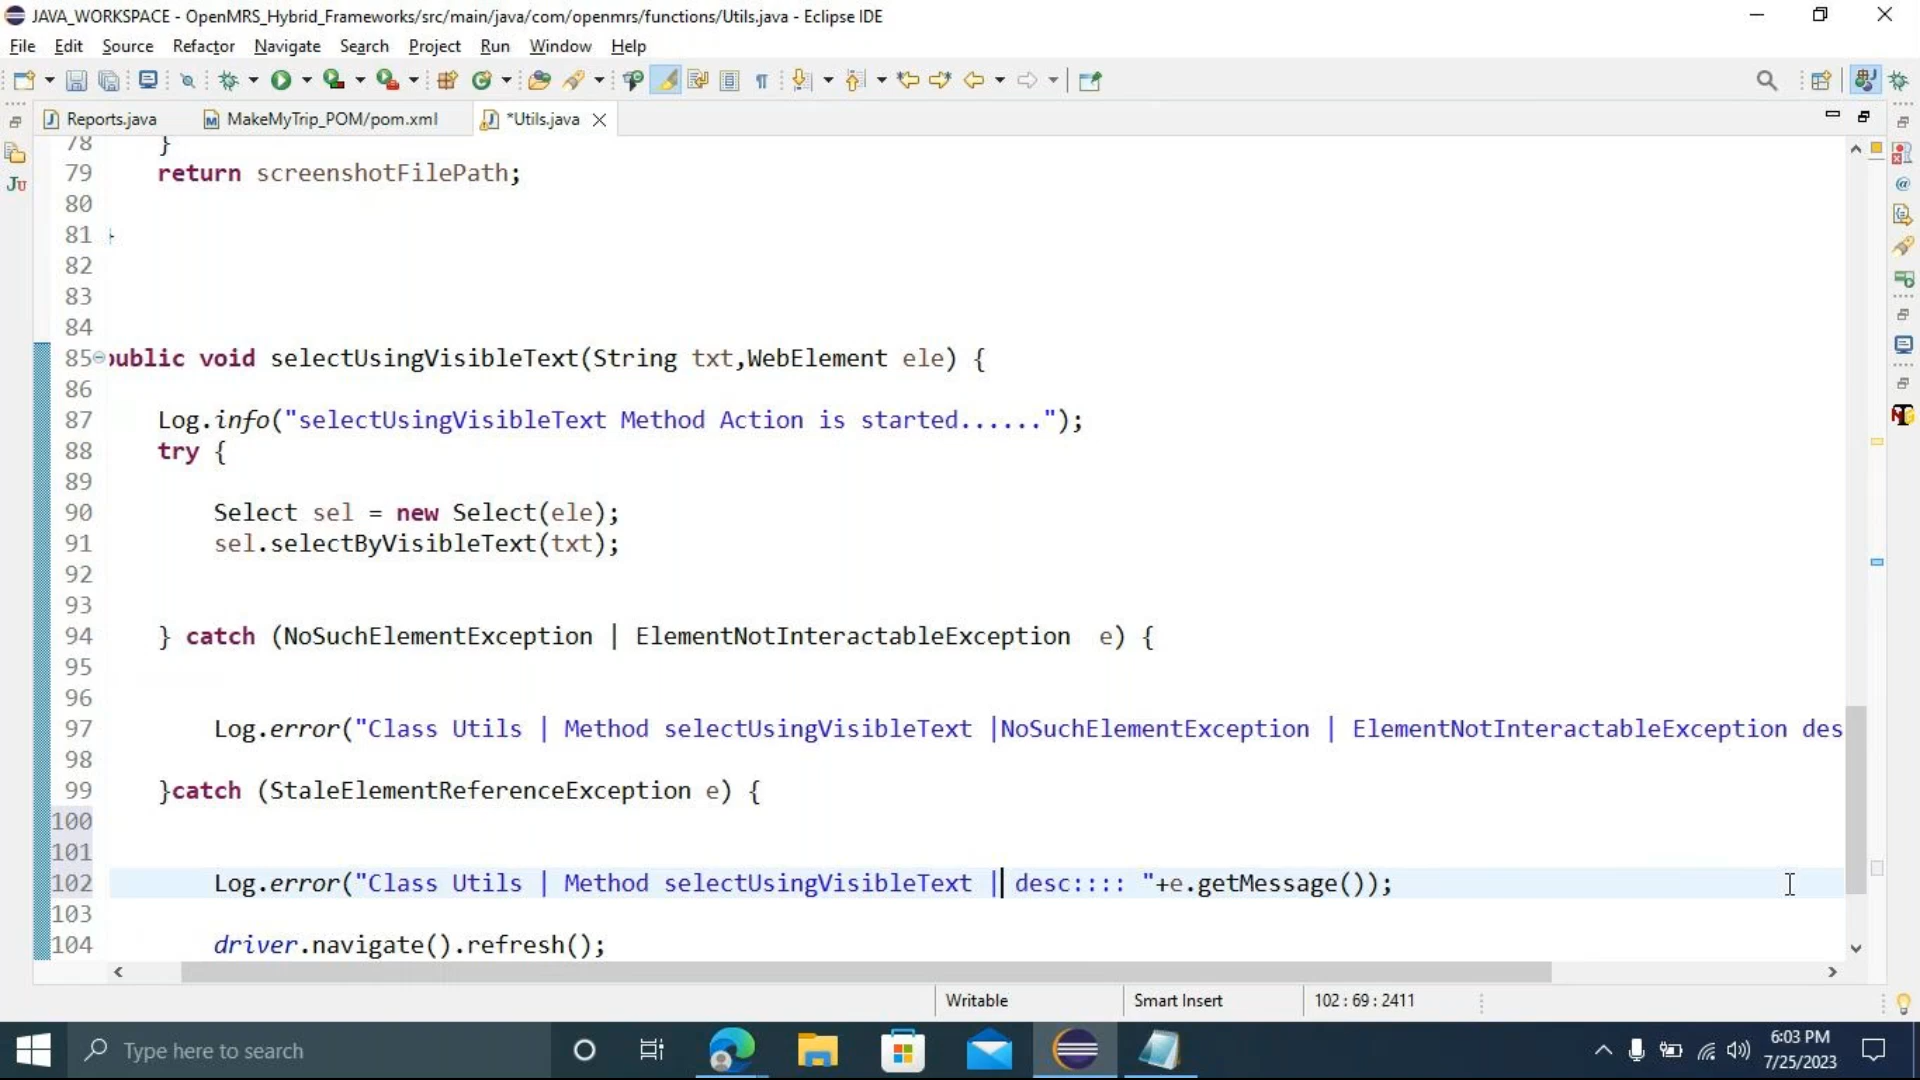 JAVA_WORKSPACE - OpenMRS_Hybrid_Frameworks/src/main/java/com/openmrs/functions/Utils.java - Eclipse IDE
File Edit Source Refactor Navigate Search Project Run Window Help
Reports.java MakeMyTrip_POM/pom.xml *Utils.java
78 }
79 return screenshotFilePath;
80
81 }
82
83
84
85 public void selectUsingVisibleText(String txt,WebElement ele) {
86
87 Log.info("selectUsingVisibleText Method Action is started......");
88 try {
89
90 Select sel = new Select(ele);
91 sel.selectByVisibleText(txt);
92
93
94 } catch (NoSuchElementException | ElementNotInteractableException  e) {
95
96
97 Log.error("Class Utils | Method selectUsingVisibleText |NoSuchElementException | ElementNotInteractableException des
98
99 }catch (StaleElementReferenceException e) {
100
101
102 Log.error("Class Utils | Method selectUsingVisibleText | desc:::: "+e.getMessage());
103
104 driver.navigate().refresh();
Writable Smart Insert 102 : 69 : 2411
Type here to search
6:03 PM
7/25/2023